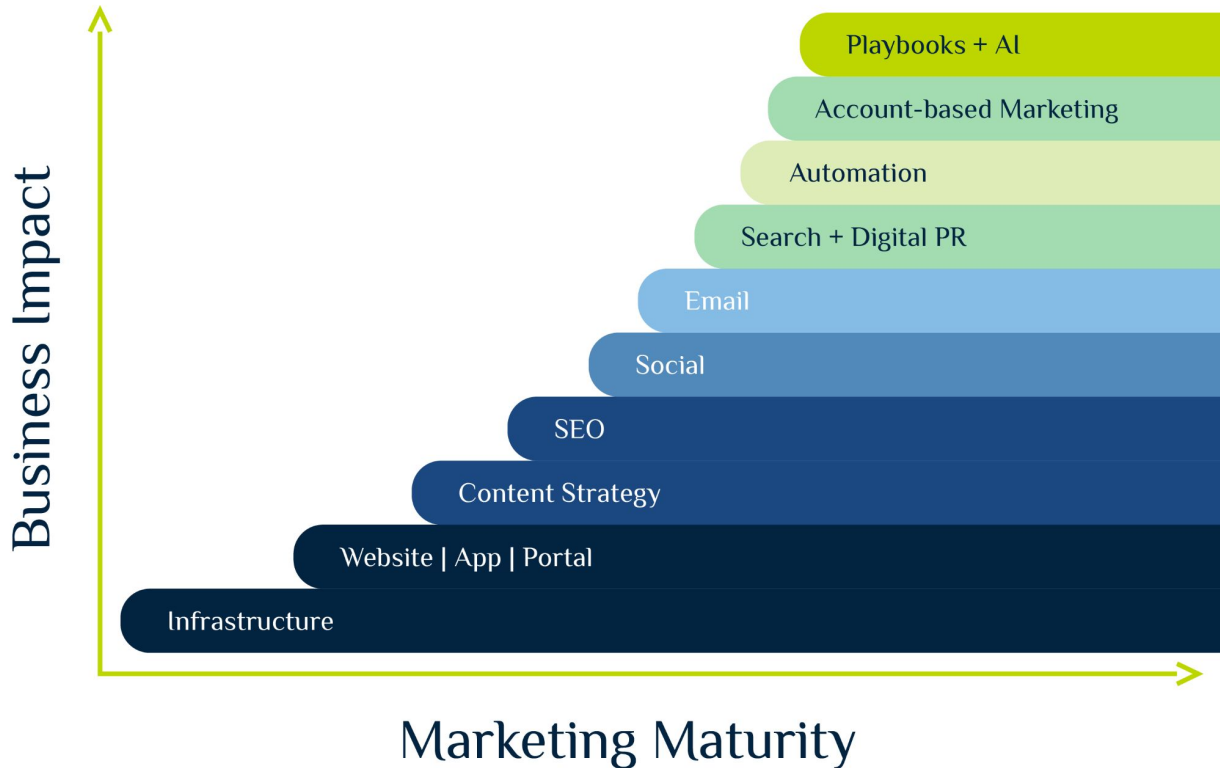 Business Impact
Playbooks + AI
Account-based Marketing
Automation
Search + Digital PR
Email
Social
SEO
Content Strategy
Website | App | Portal
Infrastructure
Marketing Maturity